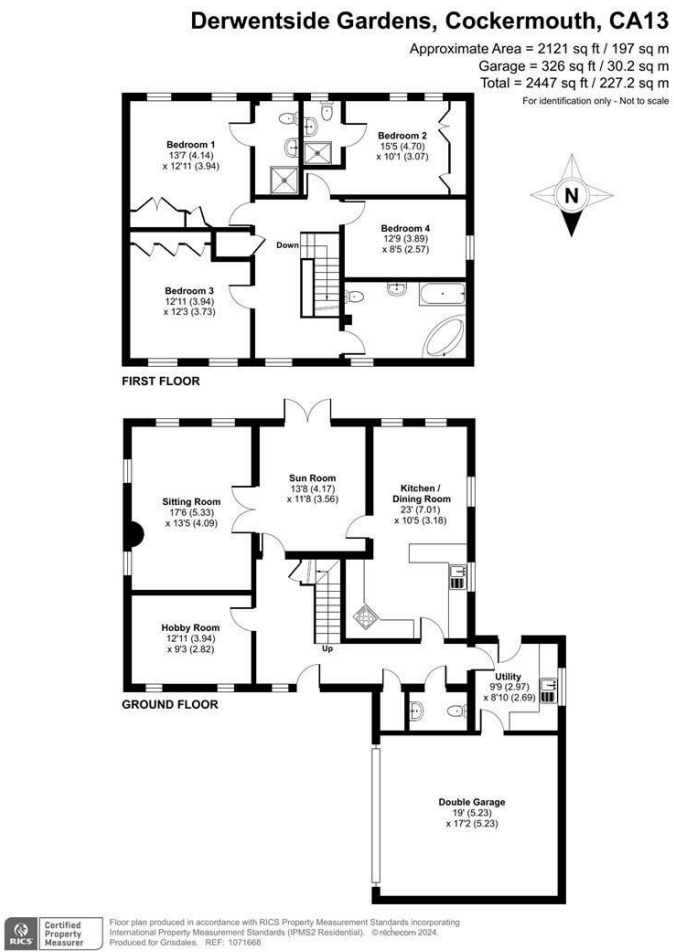 Derwentside Gardens, Cockermouth, CA13
Approximate Area = 2121 sq ft / 197 sq m
Garage = 326 sq ft / 30.2 sq m
Total = 2447 sq ft / 227.2 sq m
For identification only - Not to scale
Bedroom 1
13'7 (4.14)
x 12'11 (3.94)
Bedroom 2
15'5 (4.70)
x 10'1 (3.07)
N
Bedroom 4
12'9 (3.89)
x 8'5 (2.57)
Down
Bedroom 3
12'11 (3.94)
x 12'3 (3.73)
FIRST FLOOR
Sitting Room
17'6 (5.33)
x 13'5 (4.09)
Sun Room
13'8 (4.17)
x 11'8 (3.56)
Kitchen /
Dining Room
23' (7.01)
x 10'5 (3.18)
Hobby Room
12'11 (3.94)
x 9'3 (2.82)
Up
Utility
9'9 (2.97)
x 8'10 (2.69)
GROUND FLOOR
Double Garage
19' (5.23)
x 17'2 (5.23)
RICS
Certified
Property
Measurer
Floor plan produced in accordance with RICS Property Measurement Standards incorporating
International Property Measurement Standards (IPMS2 Residential). © nichecom 2024.
Produced for Grisdales. REF: 1071668